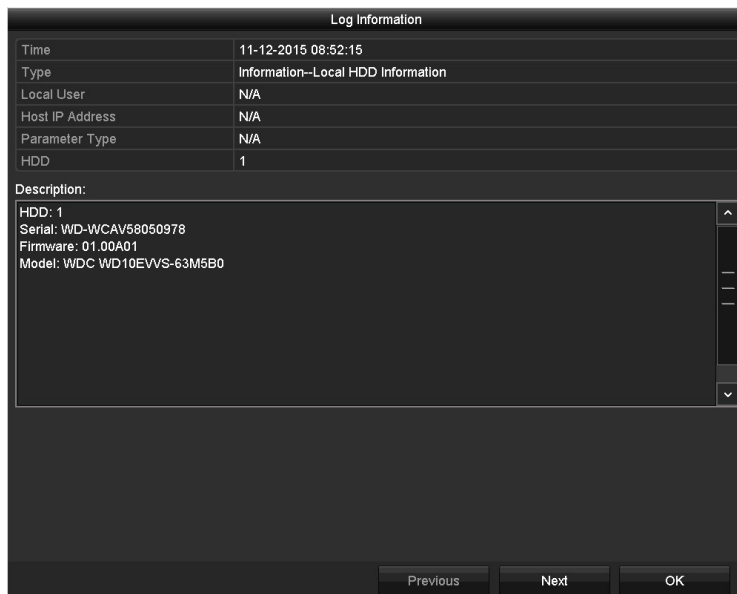 Log Information
Time 11-12-2015 08:52:15
Type Information--Local HDD Information
Local User N/A
Host IP Address N/A
Parameter Type N/A
HDD 1
Description:
HDD: 1
Serial: WD-WCAV58050978
Firmware: 01.00A01
Model: WDC WD10EVVS-63M5B0
Previous Next OK